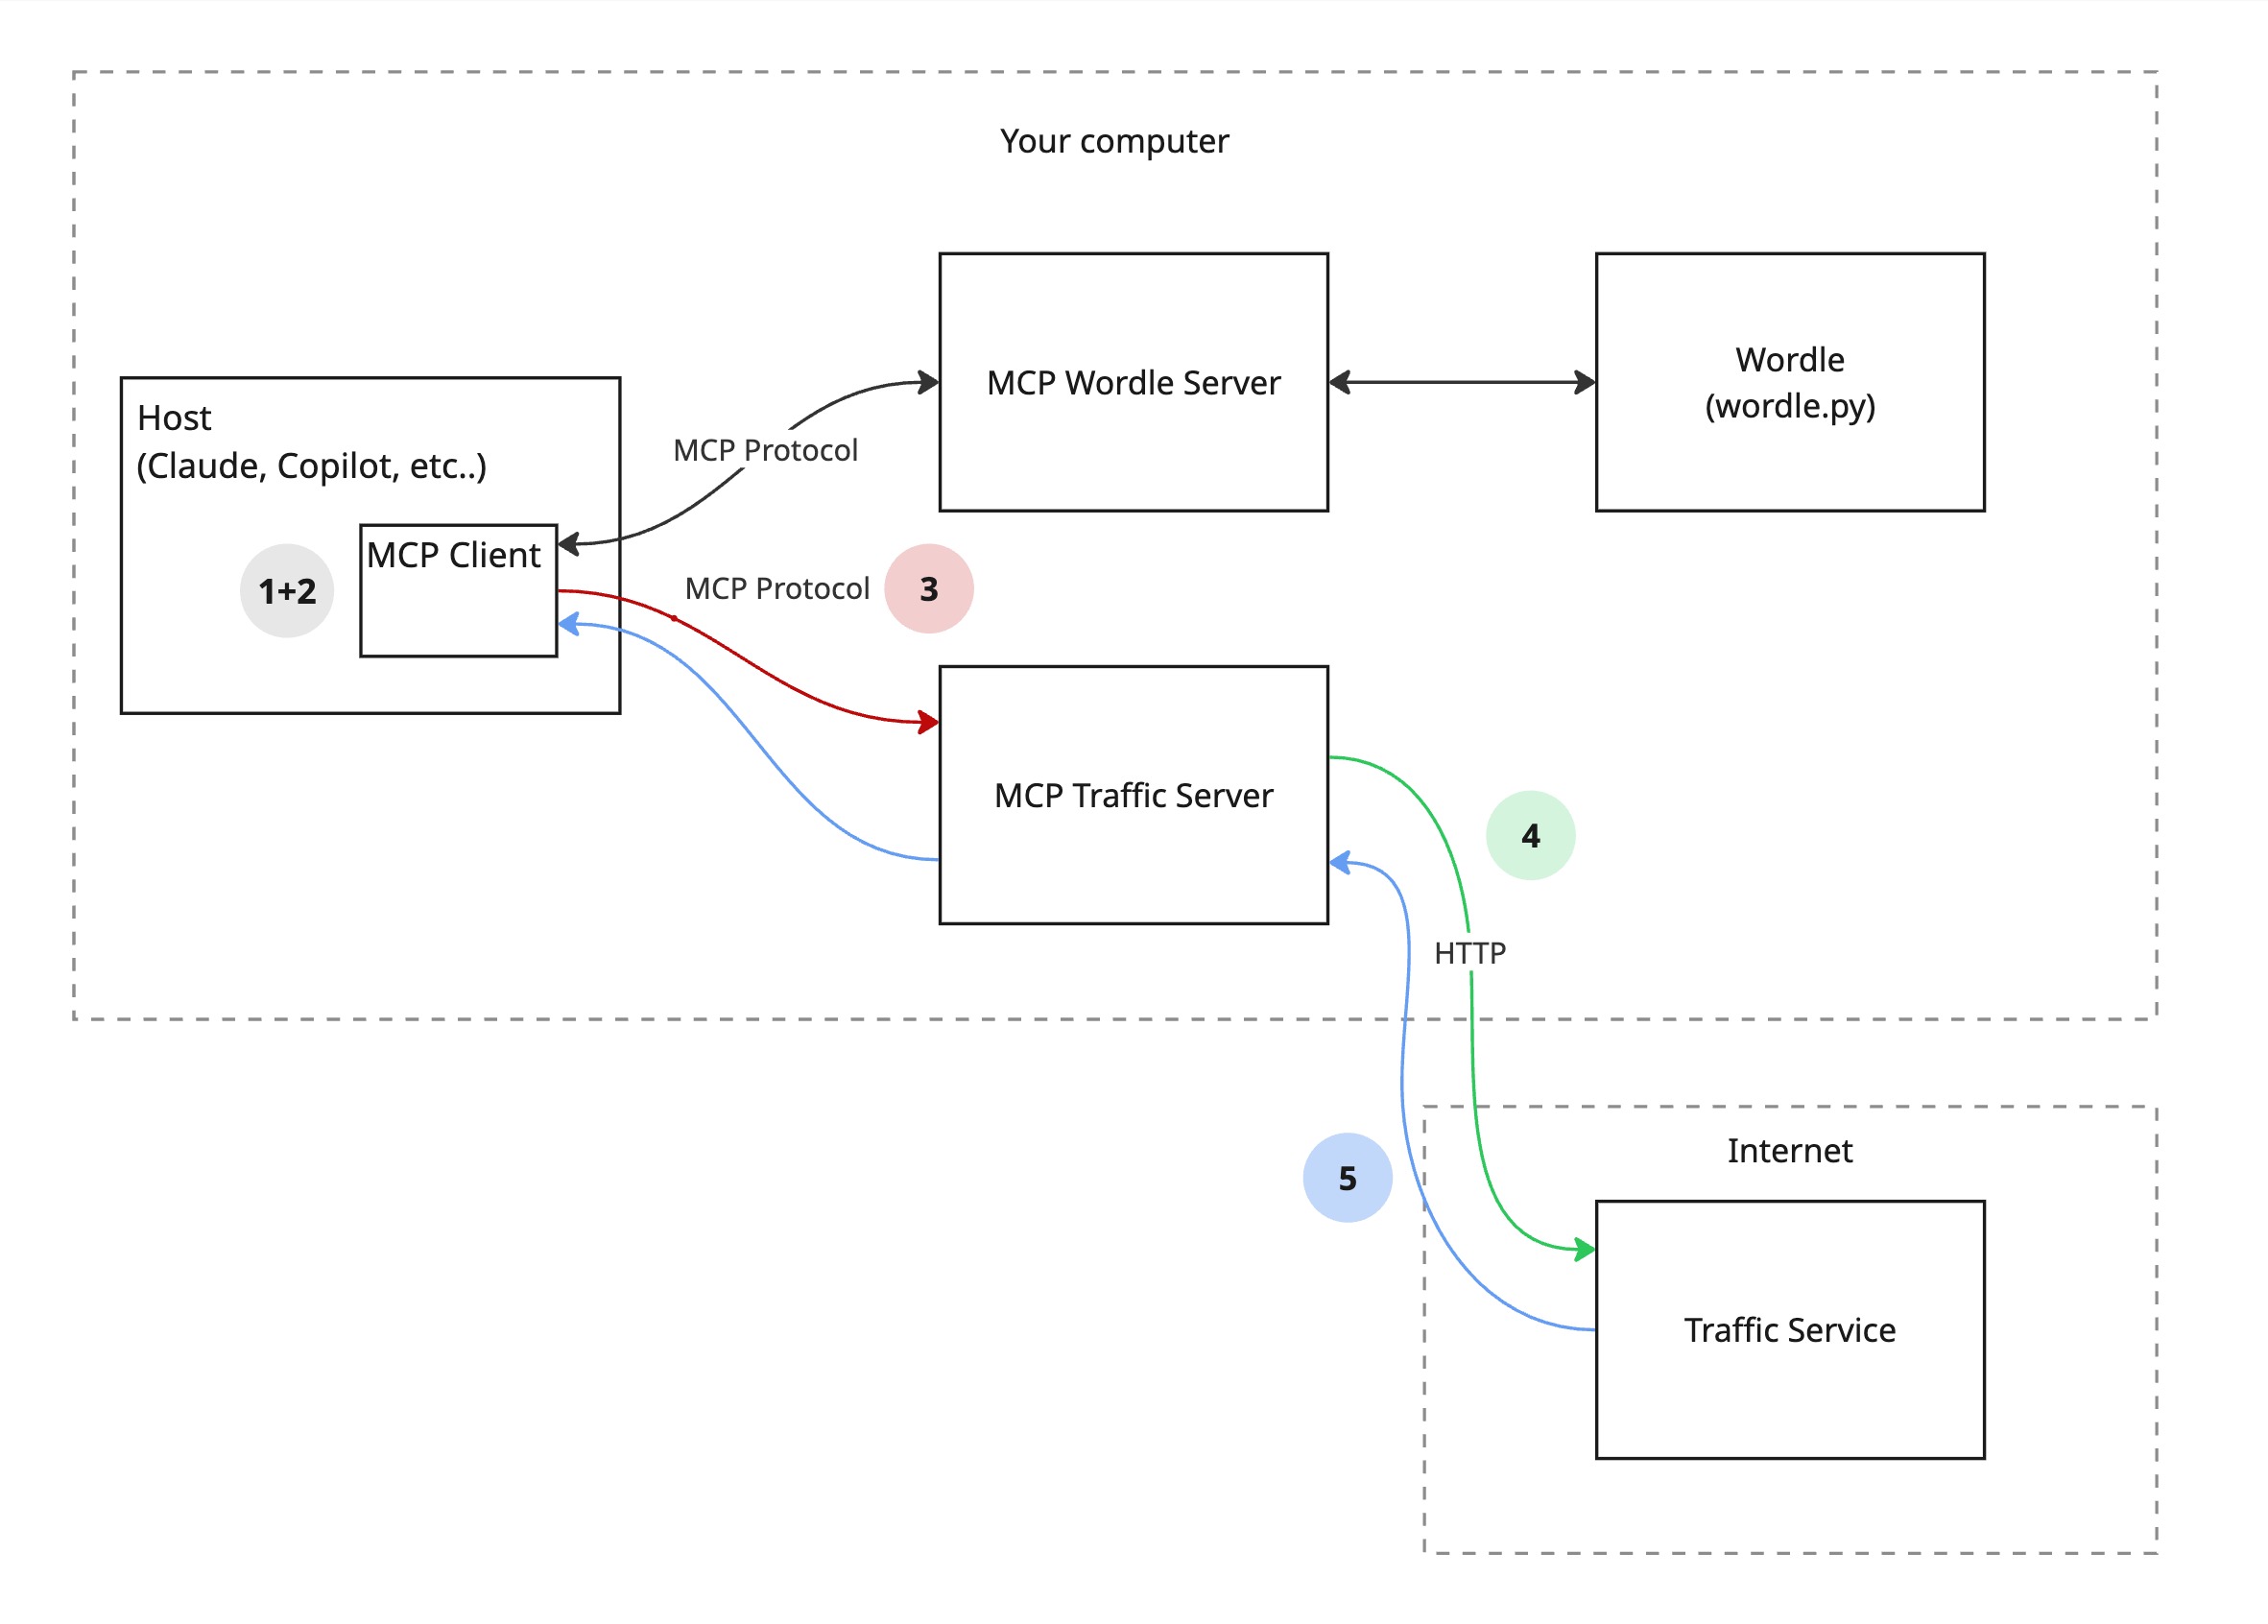 Your computer
Host
(Claude, Copilot, etc..)
MCP Client
1+2
MCP Protocol
MCP Wordle Server
Wordle
(wordle.py)
MCP Protocol
3
MCP Traffic Server
4
HTTP
5
Internet
Traffic Service